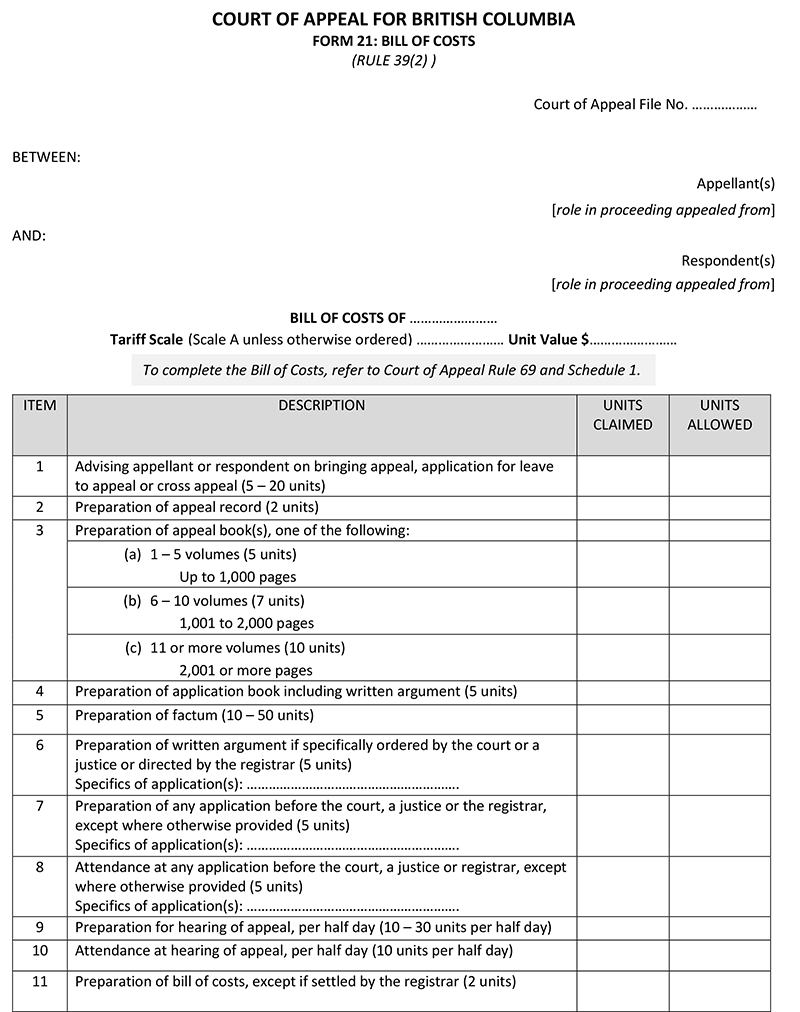 COURT OF APPEAL FOR BRITISH COLUMBIA
FORM 21: BILL OF COSTS
(RULE 39(2) )
Court of Appeal File No. ..................
BETWEEN:
Appellant(s)
[role in proceeding appealed from]
AND:
Respondent(s)
[role in proceeding appealed from]
BILL OF COSTS OF ........................
Tariff Scale (Scale A unless otherwise ordered) ........................ Unit Value $........................
To complete the Bill of Costs, refer to Court of Appeal Rule 69 and Schedule 1.
ITEM DESCRIPTION UNITS CLAIMED UNITS ALLOWED
1 Advising appellant or respondent on bringing appeal, application for leave
to appeal or cross appeal (5 – 20 units)
2 Preparation of appeal record (2 units)
3 Preparation of appeal book(s), one of the following:
(a) 1 – 5 volumes (5 units)
Up to 1,000 pages
(b) 6 – 10 volumes (7 units)
1,001 to 2,000 pages
(c) 11 or more volumes (10 units)
2,001 or more pages
4 Preparation of application book including written argument (5 units)
5 Preparation of factum (10 – 50 units)
6 Preparation of written argument if specifically ordered by the court or a
justice or directed by the registrar (5 units)
Specifics of application(s): ..........................................................
7 Preparation of any application before the court, a justice or the registrar,
except where otherwise provided (5 units)
Specifics of application(s): ..........................................................
8 Attendance at any application before the court, a justice or registrar, except
where otherwise provided (5 units)
Specifics of application(s): ..........................................................
9 Preparation for hearing of appeal, per half day (10 – 30 units per half day)
10 Attendance at hearing of appeal, per half day (10 units per half day)
11 Preparation of bill of costs, except if settled by the registrar (2 units)